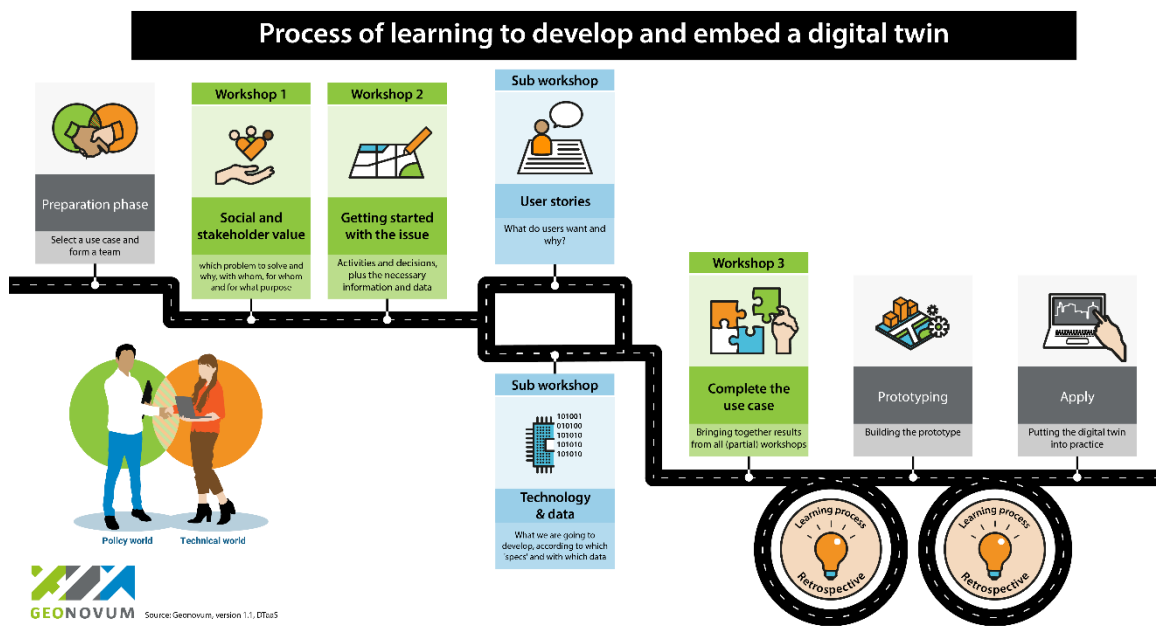 Process of learning to develop and embed a digital twin
Preparation phase
Select a use case and
form a team
Workshop 1
Social and
stakeholder value
which problem to solve and
why, with whom, for whom
and for what purpose
Workshop 2
Getting started
with the issue
Activities and decisions,
plus the necessary
information and data
Sub workshop
User stories
What do users want and
why?
Sub workshop
101001
010100
101010
101010
101010
Technology
& data
What we are going to
develop, according to which
'specs' and with which data
Workshop 3
Complete the
use case
Bringing together results
from all (partial) workshops
Prototyping
Building the prototype
Apply
Putting the digital twin
into practice
Learning process
Retrospective
Learning process
Retrospective
Policy world
Technical world
GEONOVUM
Source: Geonovum, version 1.1, DTaaS